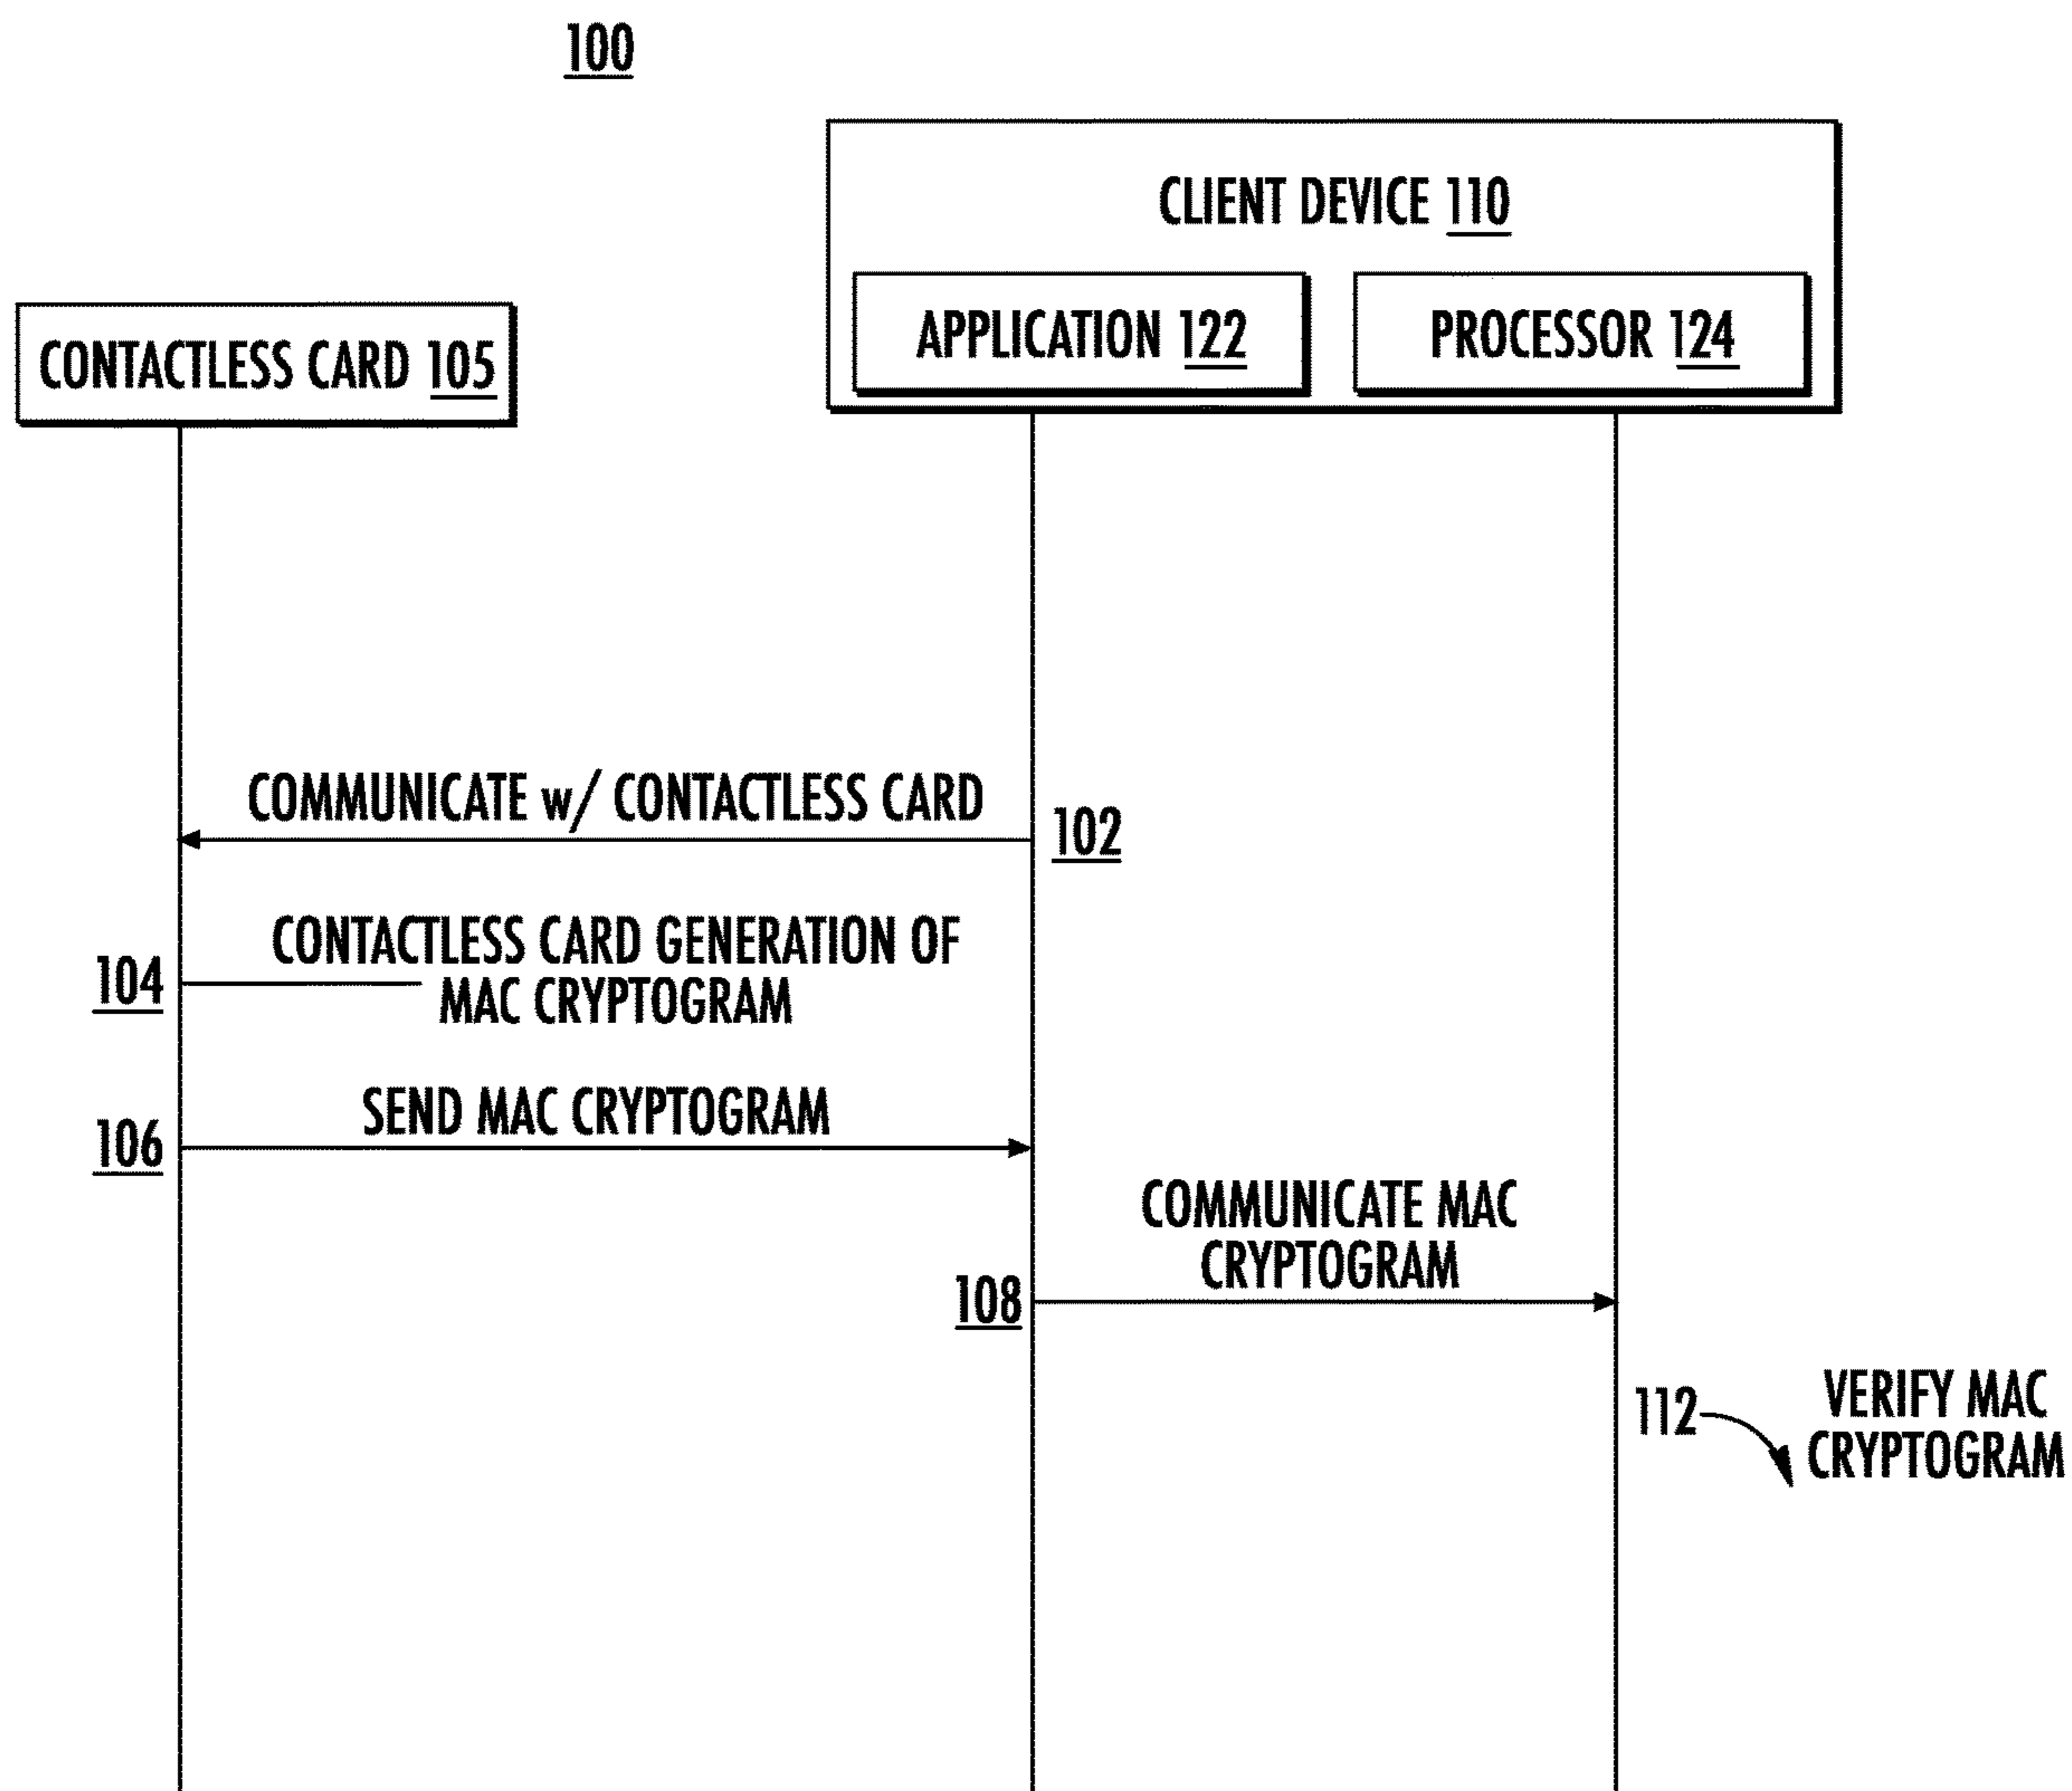 100
CLIENT DEVICE 110
CONTACTLESS CARD 105
APPLICATION 122
PROCESSOR 124
COMMUNICATE w/ CONTACTLESS CARD
102
CONTACTLESS CARD GENERATION OF
MAC CRYPTOGRAM
104
SEND MAC CRYPTOGRAM
106
COMMUNICATE MAC
CRYPTOGRAM
108
112
VERIFY MAC
CRYPTOGRAM